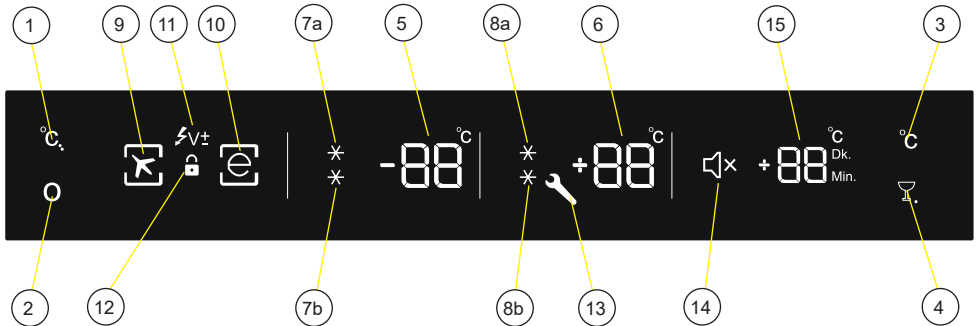 1 9 11 10 7a 5 8a 6 15 3
°C V± °C °C °C °C
e -88 +88 +88 Dk.
O Min.
2 12 7b 8b 13 14 4